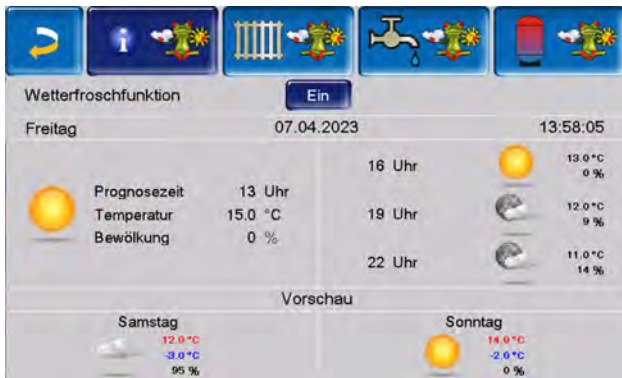 i
Wetterfroschfunktion Ein
Freitag 07.04.2023 13:58:05
Prognosezeit 13 Uhr
Temperatur 15.0 °C
Bewölkung 0 %
16 Uhr 13.0°C
0 %
19 Uhr 12.0°C
9 %
22 Uhr 11.0°C
14 %
Vorschau
Samstag
12.0°C
-3.0°C
95 %
Sonntag
14.0°C
-2.0°C
0 %